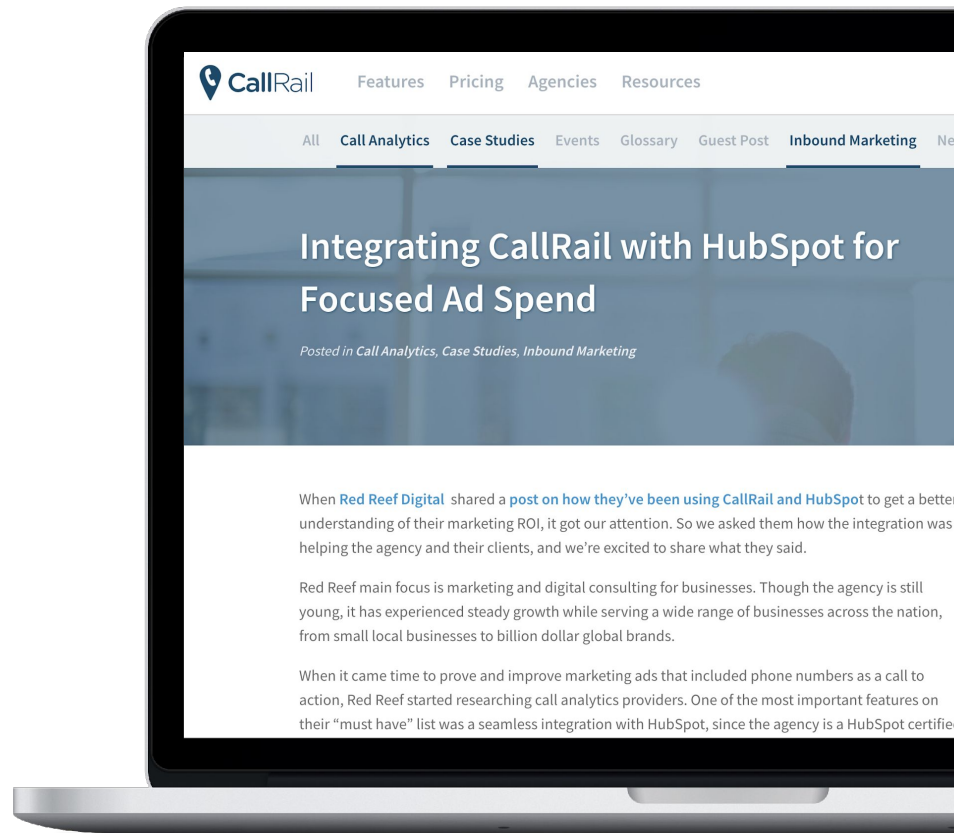 CallRail Features Pricing Agencies Resources
All Call Analytics Case Studies Events Glossary Guest Post Inbound Marketing
Integrating CallRail with HubSpot for
Focused Ad Spend
Posted in Call Analytics, Case Studies, Inbound Marketing
When Red Reef Digital shared a post on how they’ve been using CallRail and HubSpot to get a better
understanding of their marketing ROI, it got our attention. So we asked them how the integration was
helping the agency and their clients, and we’re excited to share what they said.
Red Reef main focus is marketing and digital consulting for businesses. Though the agency is still
young, it has experienced steady growth while serving a wide range of businesses across the nation,
from small local businesses to billion dollar global brands.
When it came time to prove and improve marketing ads that included phone numbers as a call to
action, Red Reef started researching call analytics providers. One of the most important features on
their “must have” list was a seamless integration with HubSpot, since the agency is a HubSpot